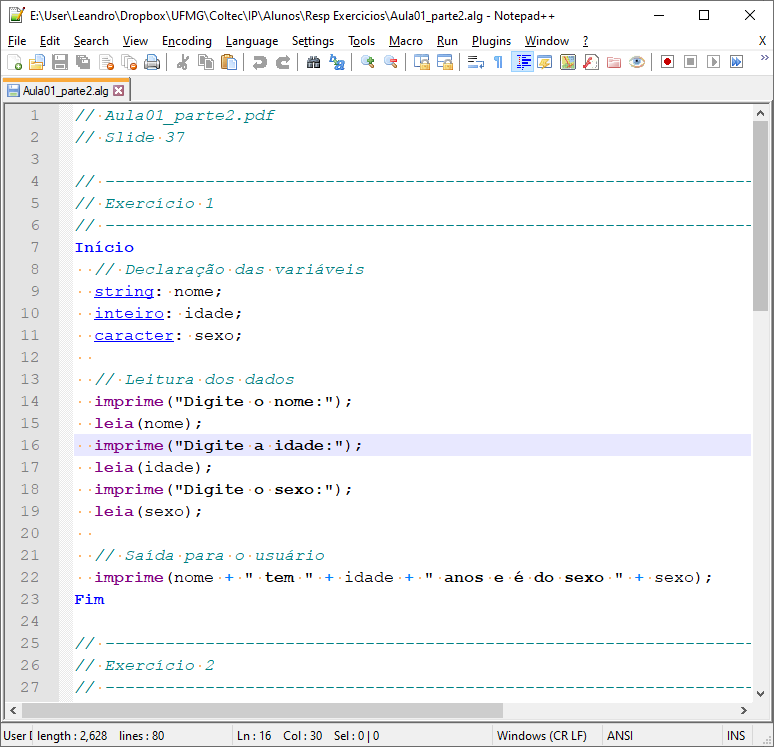 E:\User\Leandro\Dropbox\UFMG\Coltec\IP\Alunos\Resp Exercicios\Aula01_parte2.alg - Notepad++
File Edit Search View Encoding Language Settings Tools Macro Run Plugins Window ? X
Aula01_parte2.alg
1 // Aula01_parte2.pdf
2 // Slide 37
3
4 // -----------------------------------------------------------------
5 // Exercício 1
6 // -----------------------------------------------------------------
7 Início
8 // Declaração das variáveis
9 string: nome;
10 inteiro: idade;
11 caracter: sexo;
12
13 // Leitura dos dados
14 imprime("Digite o nome:");
15 leia(nome);
16 imprime("Digite a idade:");
17 leia(idade);
18 imprime("Digite o sexo:");
19 leia(sexo);
20
21 // Saída para o usuário
22 imprime(nome + " tem " + idade + " anos e é do sexo " + sexo);
23 Fim
24
25 // -----------------------------------------------------------------
26 // Exercício 2
27 // -----------------------------------------------------------------
User length : 2,628 lines : 80 Ln : 16 Col : 30 Sel : 0 | 0 Windows (CR LF) ANSI INS